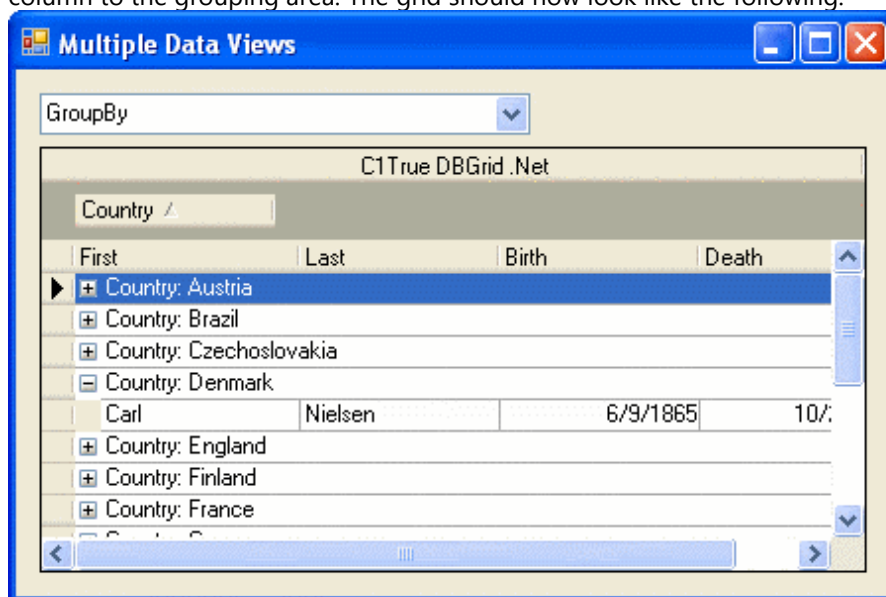 column to the grouping area. The grid should now look like the following.
Multiple Data Views
GroupBy
C1True DBGrid .Net
Country
First Last Birth Death
Country: Austria
Country: Brazil
Country: Czechoslovakia
Country: Denmark
Carl Nielsen 6/9/1865 10/
Country: England
Country: Finland
Country: France